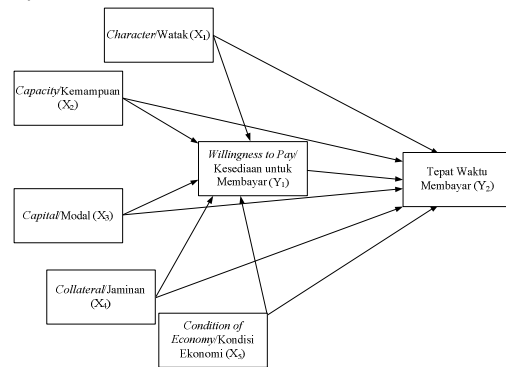 Character/Watak (X₁)
Capacity/Kemampuan
(X₂)
Willingness to Pay/
Kesediaan untuk
Membayar (Y₁)
Tepat Waktu
Membayar (Y₂)
Capital/Modal (X₃)
Collateral/Jaminan
(X₄)
Condition of
Economy/Kondisi
Ekonomi (X₅)